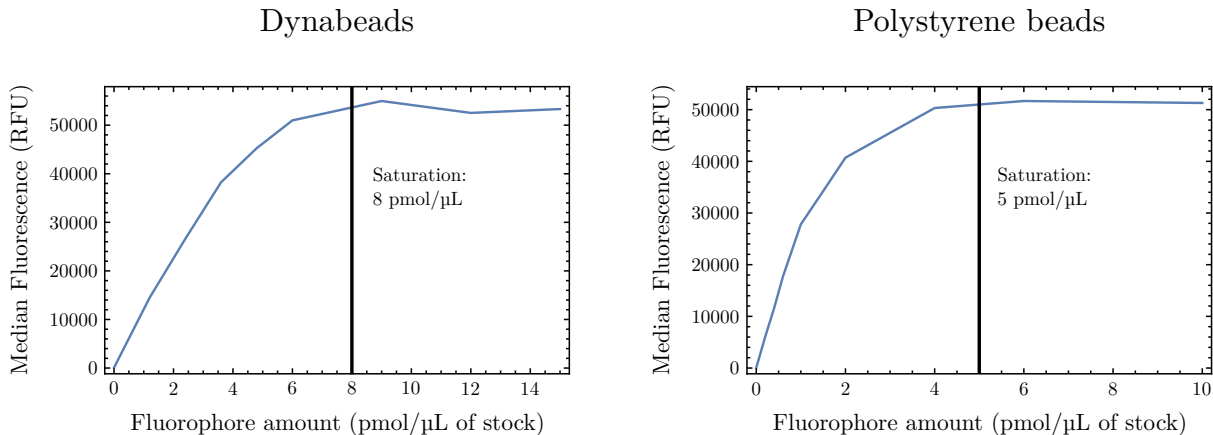 Dynabeads
Median Fluorescence (RFU)
50000
40000
30000
20000
10000
0
Saturation:
8 pmol/µL
0 2 4 6 8 10 12 14
Fluorophore amount (pmol/µL of stock)
Polystyrene beads
Median Fluorescence (RFU)
50000
40000
30000
20000
10000
0
Saturation:
5 pmol/µL
0 2 4 6 8 10
Fluorophore amount (pmol/µL of stock)